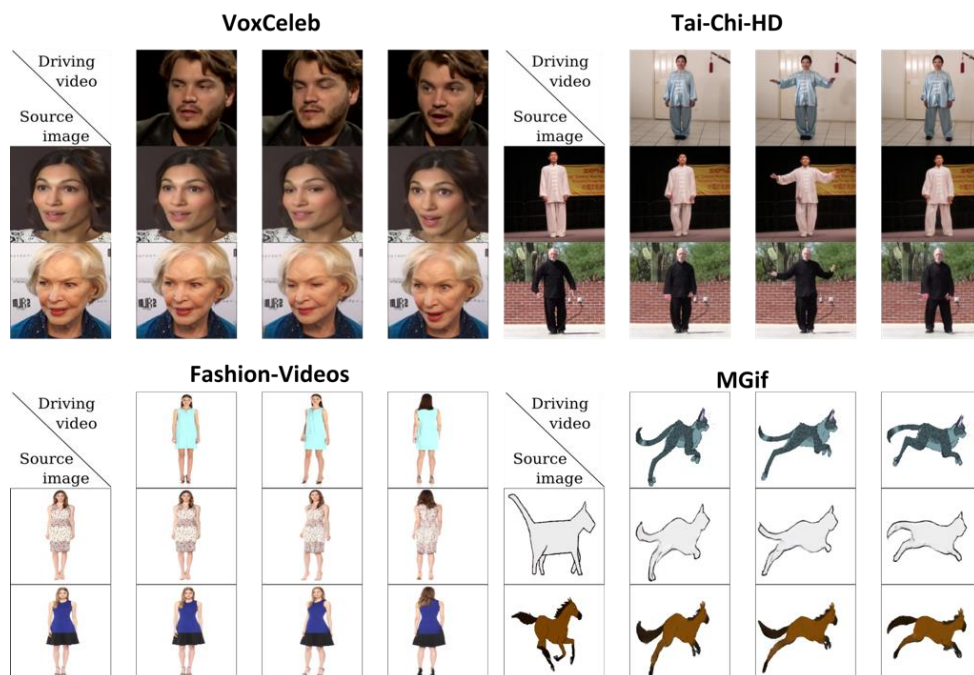 VoxCeleb
Tai-Chi-HD
Driving
video
Source
image
Driving
video
Source
image
Fashion-Videos
MGif
Driving
video
Source
image
Driving
video
Source
image